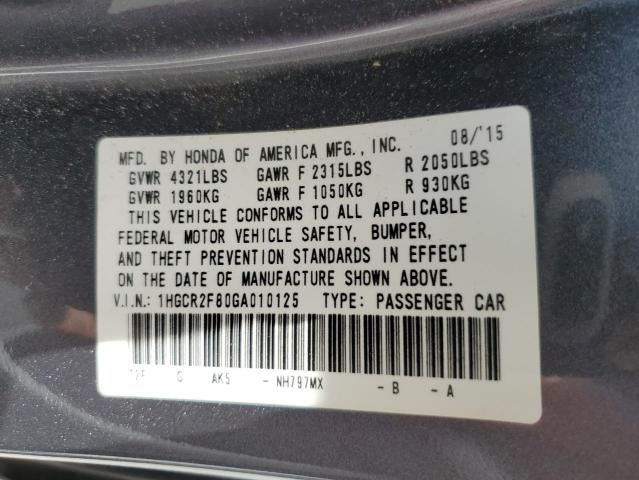 MFD. BY HONDA OF AMERICA MFG., INC. 08/'15
GVWR 4321LBS GAWR F 2315LBS R 2050LBS
GVWR 1960KG GAWR F 1050KG R 930KG
THIS VEHICLE CONFORMS TO ALL APPLICABLE
FEDERAL MOTOR VEHICLE SAFETY, BUMPER,
AND THEFT PREVENTION STANDARDS IN EFFECT
ON THE DATE OF MANUFACTURE SHOWN ABOVE.
V.I.N.: 1HGCR2F80GA010125 TYPE: PASSENGER CAR
T2F G AK5 - NH797MX - B - A